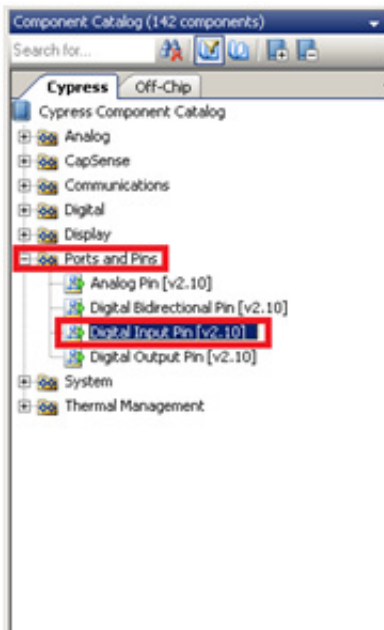 Component Catalog (142 components)
Search for...
Cypress Off-Chip
Cypress Component Catalog
Analog
CapSense
Communications
Digital
Display
Ports and Pins
Analog Pin [v2.10]
Digital Bidirectional Pin [v2.10]
Digital Input Pin [v2.10]
Digital Output Pin [v2.10]
System
Thermal Management